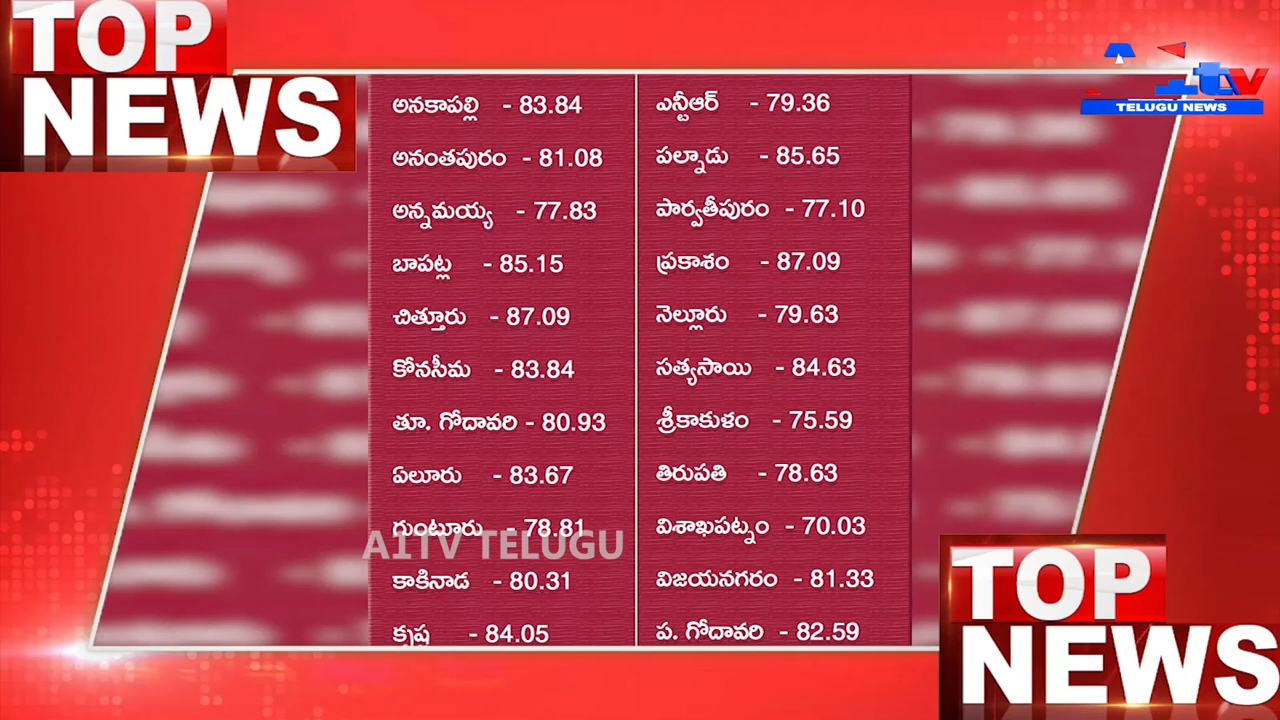 TOP
NEWS
TELUGU NEWS
అనకాపల్లి - 83.84
అనంతపురం - 81.08
అన్నమయ్య - 77.83
బాపట్ల - 85.15
చిత్తూరు - 87.09
కోనసీమ - 83.84
తూ. గోదావరి - 80.93
ఏలూరు - 83.67
గుంటూరు - 78.81
కాకినాడ - 80.31
కృష్ణ - 84.05
ఎన్టీఆర్ - 79.36
పల్నాడు - 85.65
పార్వతీపురం - 77.10
ప్రకాశం - 87.09
నెల్లూరు - 79.63
సత్యసాయి - 84.63
శ్రీకాకుళం - 75.59
తిరుపతి - 78.63
విశాఖపట్నం - 70.03
విజయనగరం - 81.33
ప. గోదావరి - 82.59
A1TV TELUGU
TOP
NEWS